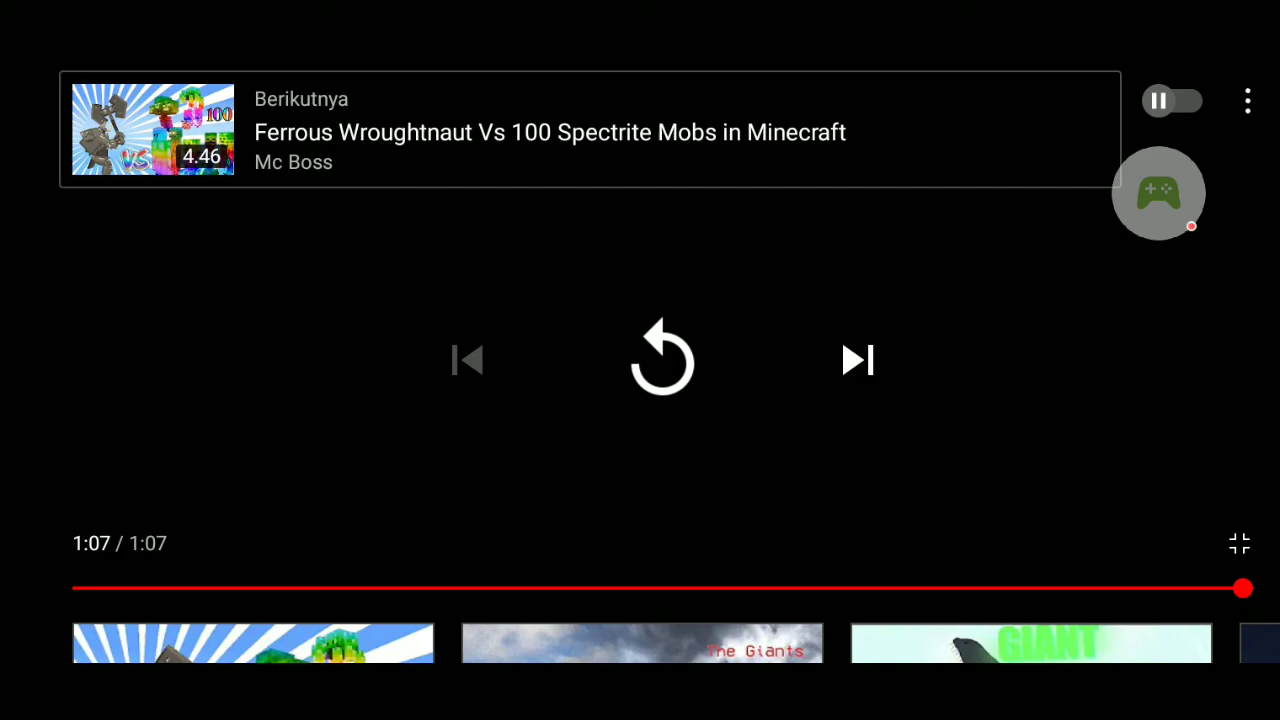 Berikutnya
Ferrous Wroughtnaut Vs 100 Spectrite Mobs in Minecraft
Mc Boss
100
VS
4.46
1:07 / 1:07
The Giants
GIANT